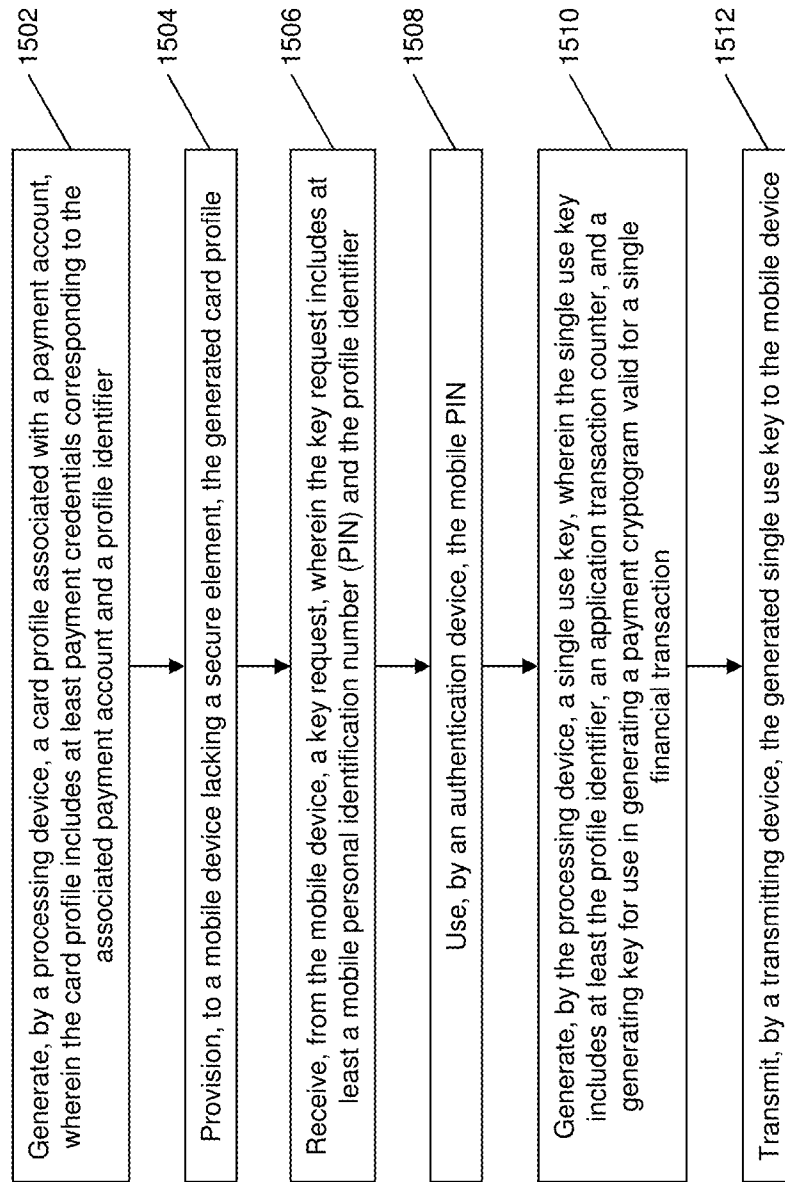 Generate, by a processing device, a card profile associated with a payment account,
wherein the card profile includes at least payment credentials corresponding to the
associated payment account and a profile identifier
1502
Provision, to a mobile device lacking a secure element, the generated card profile
1504
Receive, from the mobile device, a key request, wherein the key request includes at
least a mobile personal identification number (PIN) and the profile identifier
1506
Use, by an authentication device, the mobile PIN
1508
Generate, by the processing device, a single use key, wherein the single use key
includes at least the profile identifier, an application transaction counter, and a
generating key for use in generating a payment cryptogram valid for a single
financial transaction
1510
Transmit, by a transmitting device, the generated single use key to the mobile device
1512